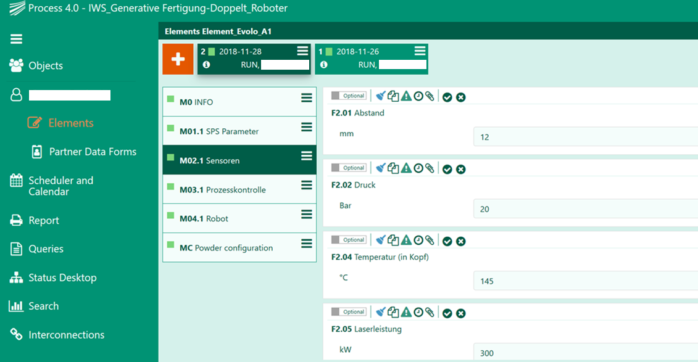 Process 4.0 - IWS_Generative Fertigung-Doppelt_Roboter
Elements Element_Evolo_A1
Objects
Elements
Partner Data Forms
Scheduler and
Calendar
Report
Queries
Status Desktop
Search
Interconnections
2 2018-11-28
RUN,
1 2018-11-26
RUN,
M0 INFO
M01.1 SPS Parameter
M02.1 Sensoren
M03.1 Prozesskontrolle
M04.1 Robot
MC Powder configuration
Optional
F2.01 Abstand
mm
12
Optional
F2.02 Druck
Bar
20
Optional
F2.04 Temperatur (in Kopf)
°C
145
Optional
F2.05 Laserleistung
kW
300